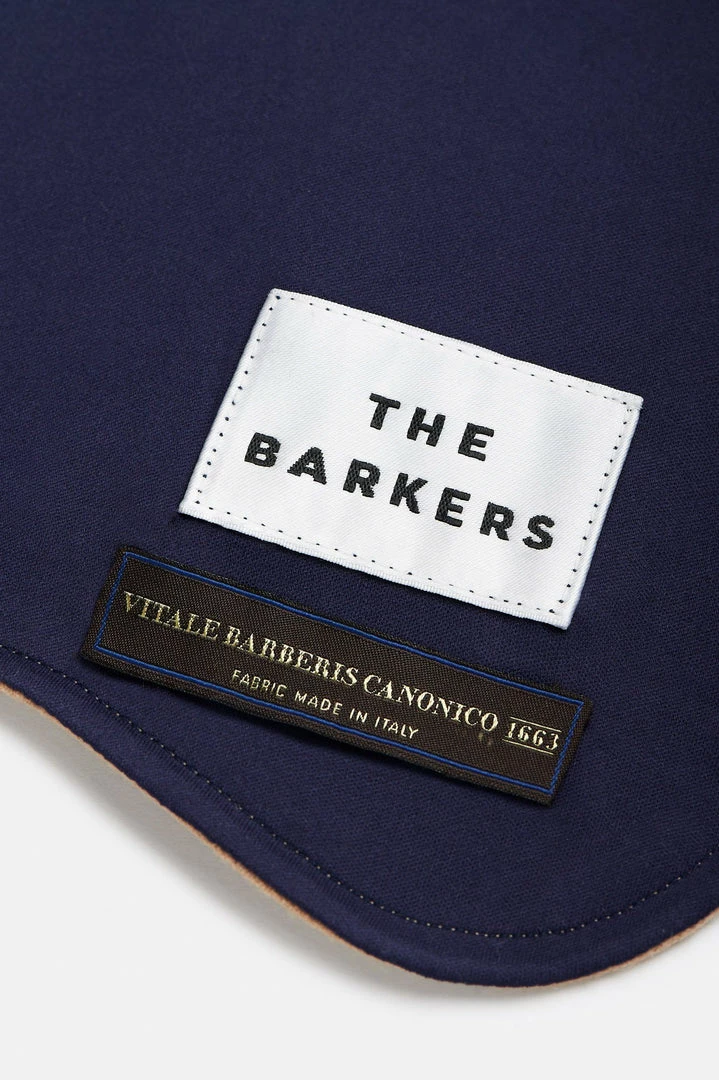 THE
BARKERS
VITALE BARBERIS CANONICO 1663
FABRIC MADE IN ITALY